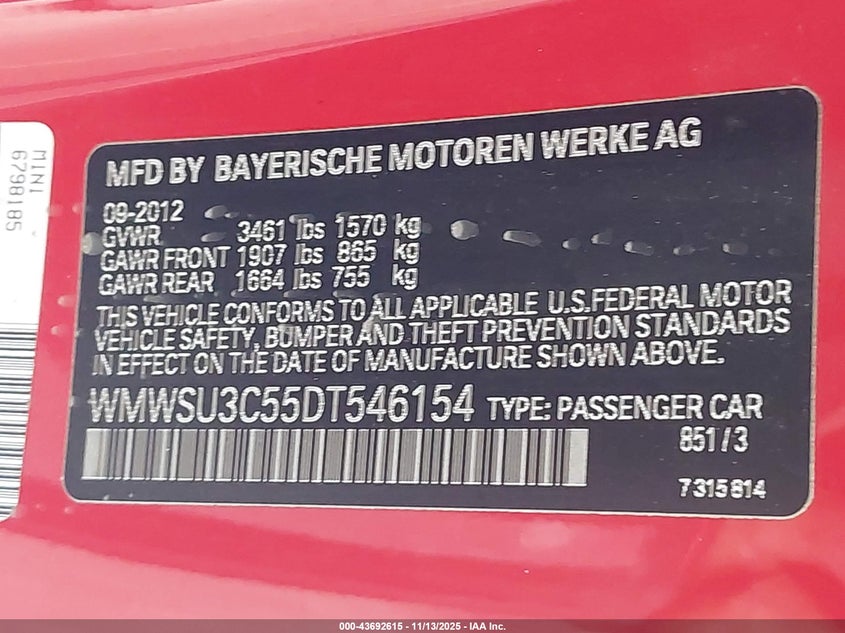 MINI
6798185
MFD BY BAYERISCHE MOTOREN WERKE AG
09-2012
GVWR 3461 lbs 1570 kg
GAWR FRONT 1907 lbs 865 kg
GAWR REAR 1664 lbs 755 kg
THIS VEHICLE CONFORMS TO ALL APPLICABLE U.S. FEDERAL MOTOR
VEHICLE SAFETY, BUMPER AND THEFT PREVENTION STANDARDS
IN EFFECT ON THE DATE OF MANUFACTURE SHOWN ABOVE.
WMWSU3C55DT546154 TYPE: PASSENGER CAR
851/3
7315814
000-43692615 - 11/13/2025 - IAA Inc.